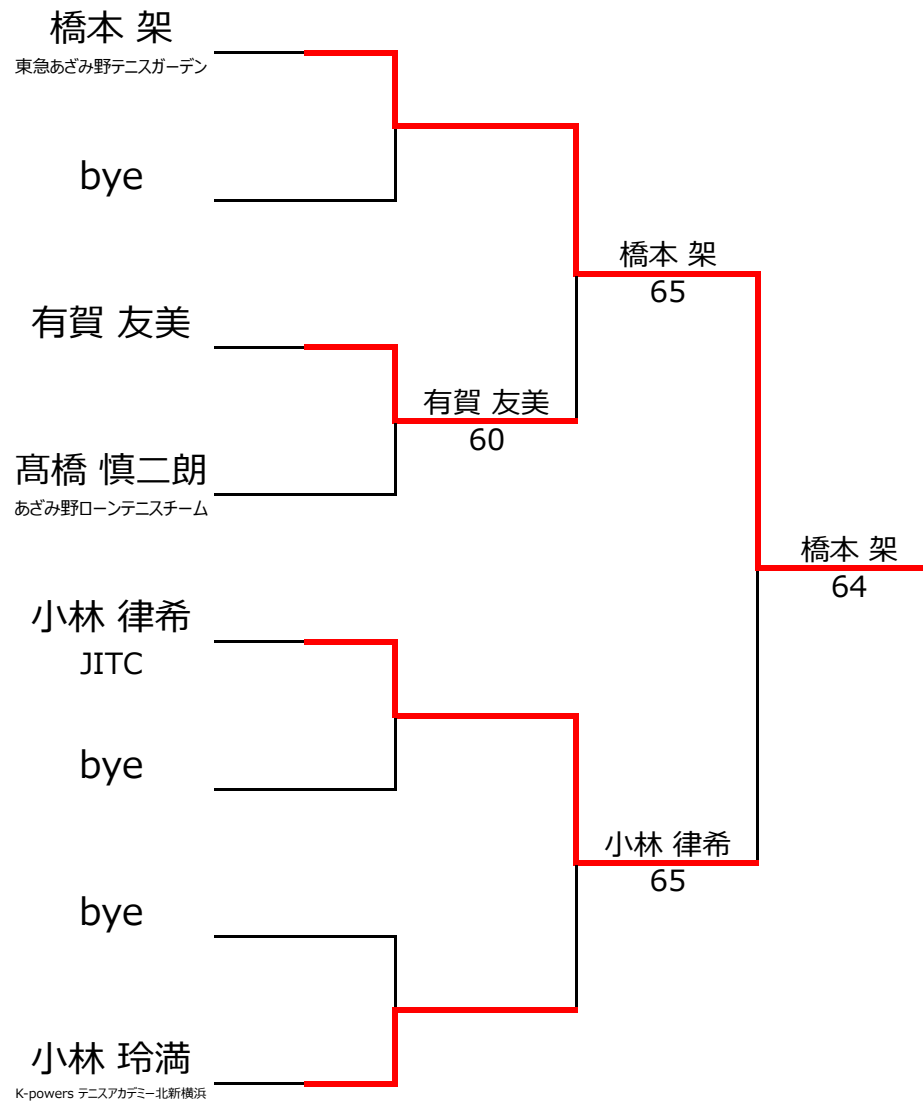 橋本 架
東急あざみ野テニスガーデン
bye
橋本 架
65
有賀 友美
有賀 友美
60
髙橋 慎二朗
あざみ野ローンテニスチーム
橋本 架
64
小林 律希
JITC
bye
小林 律希
65
bye
小林 玲満
K-powers テニスアカデミー北新横浜